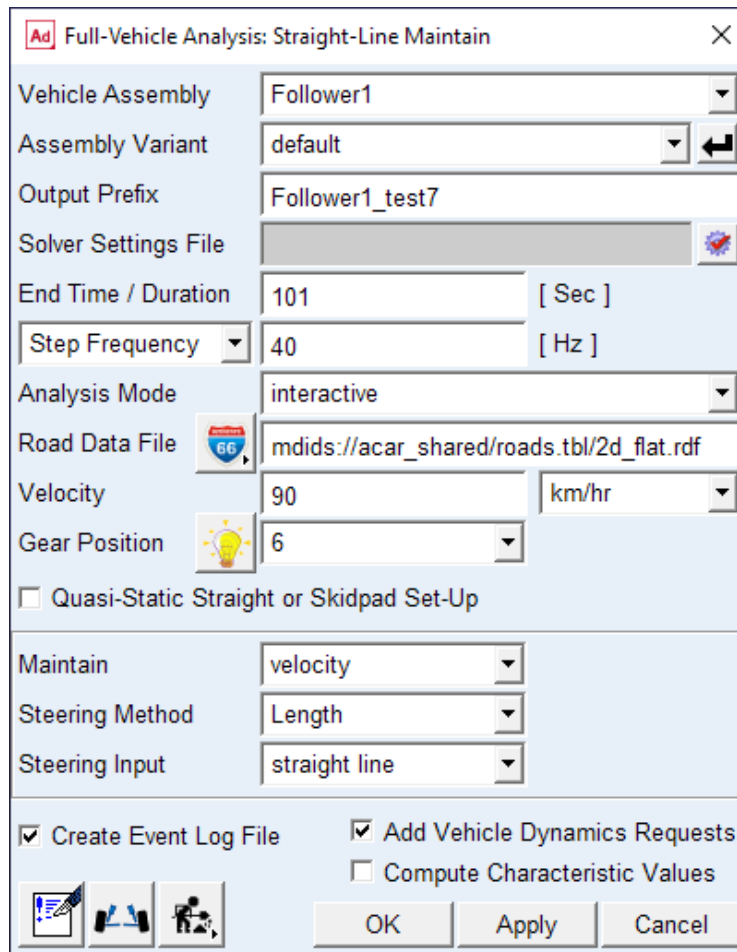 Ad Full-Vehicle Analysis: Straight-Line Maintain
Vehicle Assembly Follower1
Assembly Variant default
Output Prefix Follower1_test7
Solver Settings File
End Time / Duration 101 [ Sec ]
Step Frequency 40 [ Hz ]
Analysis Mode interactive
Road Data File 66 mdids://acar_shared/roads.tbl/2d_flat.rdf
Velocity 90 km/hr
Gear Position 6
Quasi-Static Straight or Skidpad Set-Up
Maintain velocity
Steering Method Length
Steering Input straight line
Create Event Log File Add Vehicle Dynamics Requests
Compute Characteristic Values
OK Apply Cancel